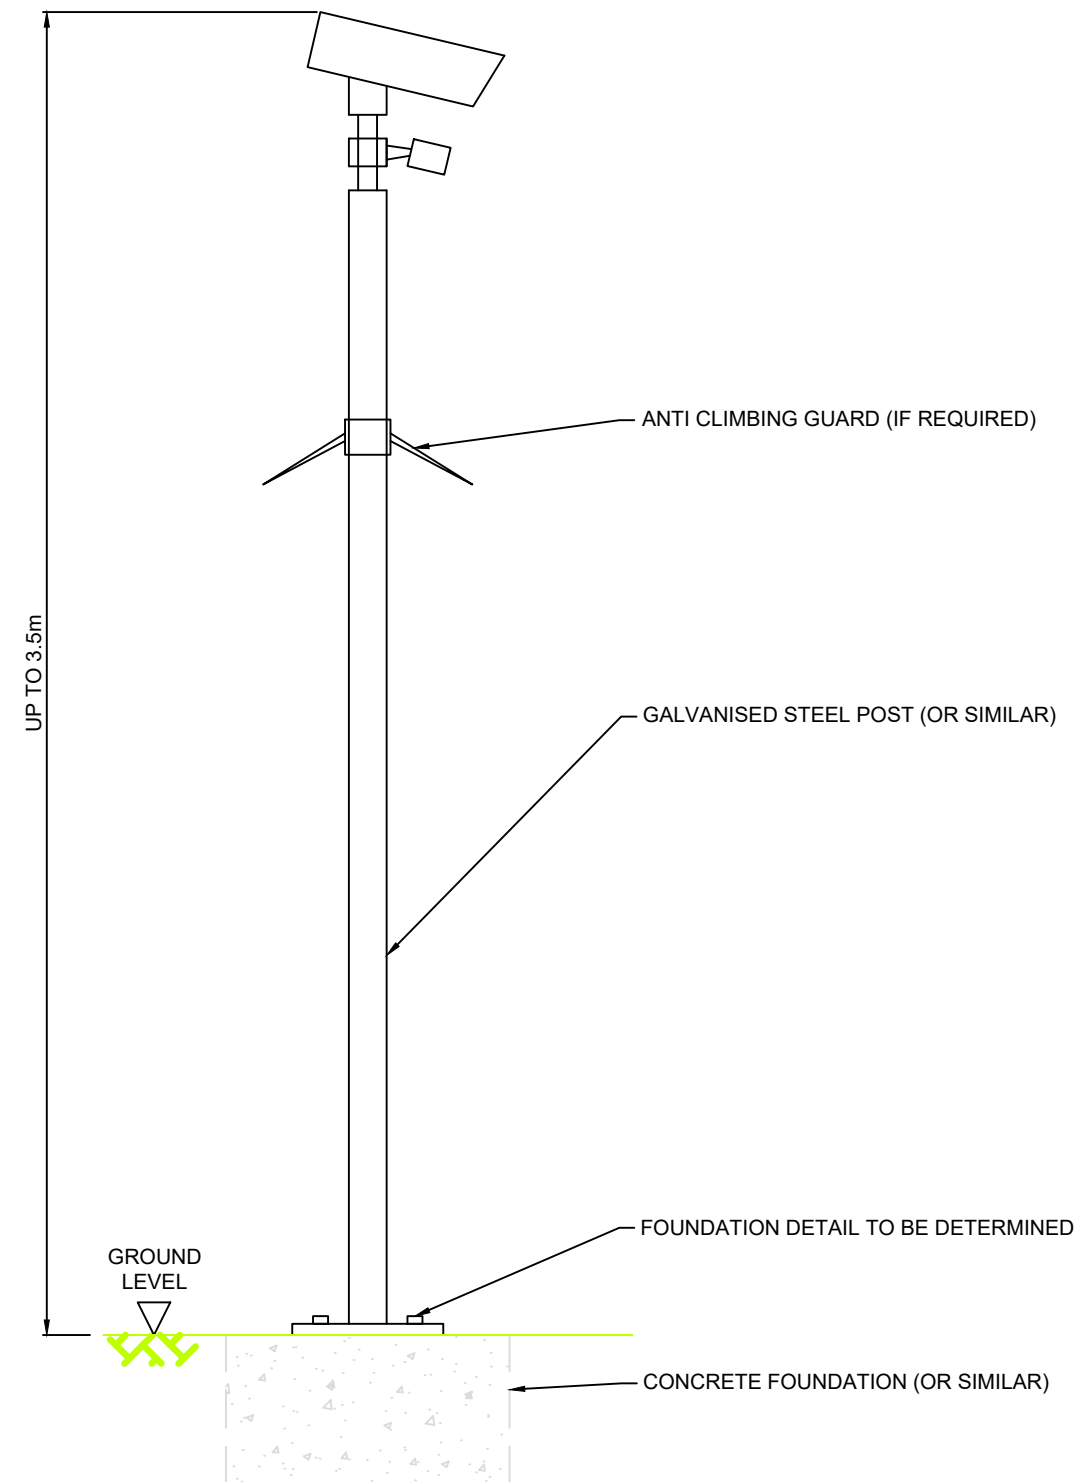 ANTI CLIMBING GUARD (IF REQUIRED)
UP TO 3.5m
GALVANISED STEEL POST (OR SIMILAR)
FOUNDATION DETAIL TO BE DETERMINED
GROUND
LEVEL
CONCRETE FOUNDATION (OR SIMILAR)